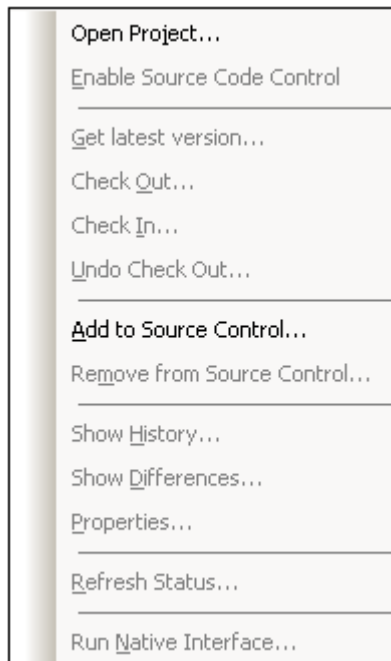 Open Project...
Enable Source Code Control
Get latest version...
Check Out...
Check In...
Undo Check Out...
Add to Source Control...
Remove from Source Control...
Show History...
Show Differences...
Properties...
Refresh Status...
Run Native Interface...